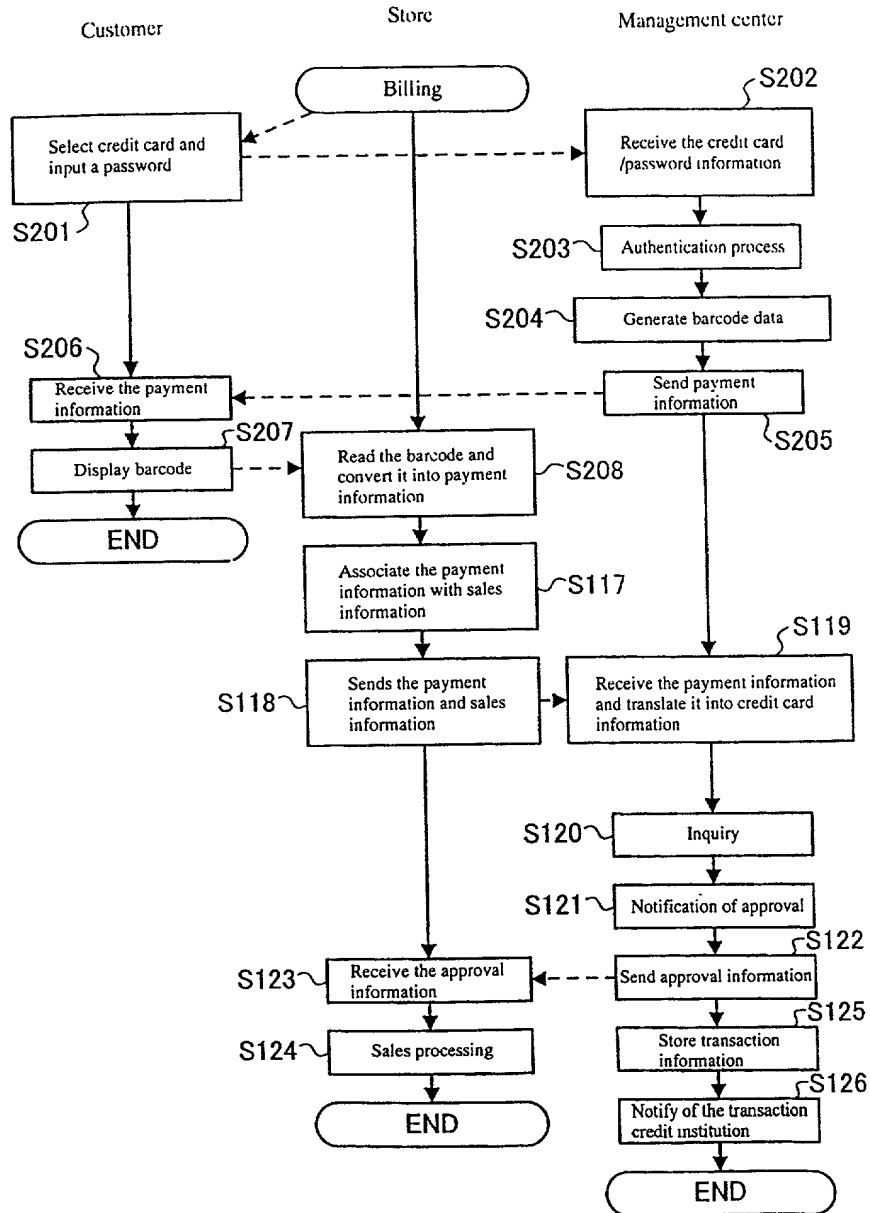 Customer
Store
Management center
Billing
S202
Select credit card and
input a password
Receive the credit card
/password information
S201
S203
Authentication process
S204
Generate barcode data
S206
Receive the payment
information
Send payment
information
S207
S205
Display barcode
Read the barcode and
convert it into payment
information
S208
END
Associate the payment
information with sales
information
S117
S119
S118
Sends the payment
information and sales
information
Receive the payment information
and translate it into credit card
information
S120
Inquiry
S121
Notification of approval
S122
S123
Receive the approval
information
Send approval information
S125
S124
Sales processing
Store transaction
information
S126
END
Notify of the transaction
credit institution
END